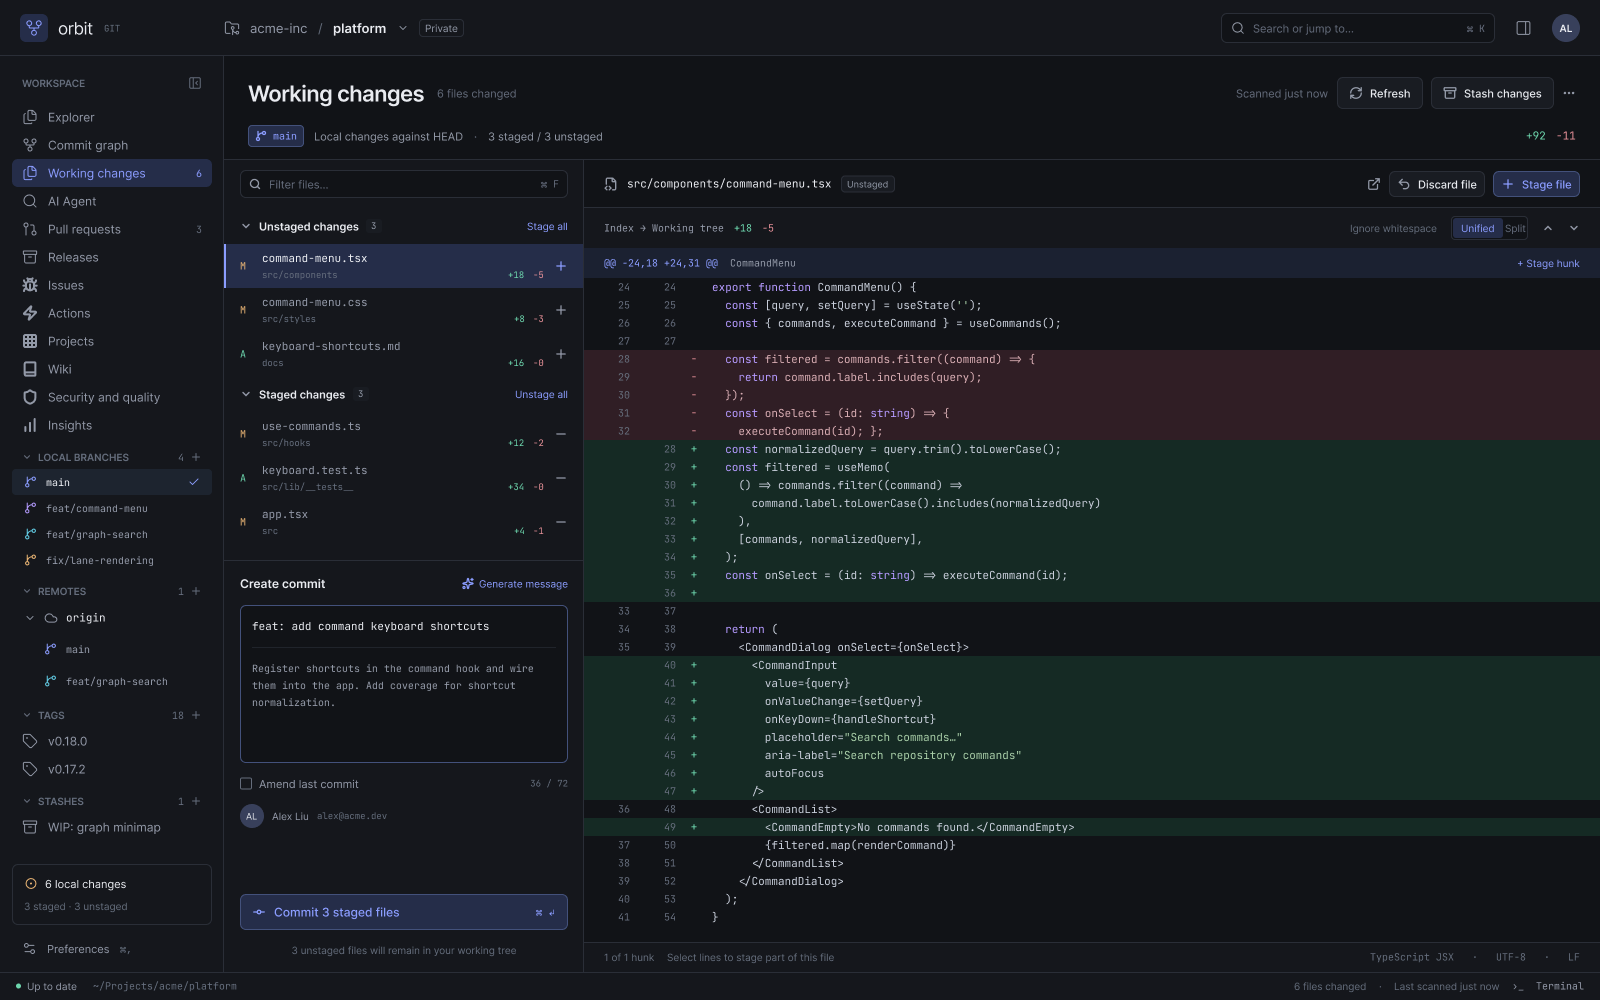 orbit GIT
acme-inc / platform Private
Search or jump to... ⌘ K
AL
WORKSPACE
Explorer
Commit graph
Working changes 6
AI Agent
Pull requests 3
Releases
Issues
Actions
Projects
Wiki
Security and quality
Insights
LOCAL BRANCHES 4 +
main
feat/command-menu
feat/graph-search
fix/lane-rendering
REMOTES 1 +
origin
main
feat/graph-search
TAGS 18 +
v0.18.0
v0.17.2
STASHES 1 +
WIP: graph minimap
6 local changes
3 staged · 3 unstaged
Preferences ⌘,
Working changes 6 files changed
Scanned just now Refresh Stash changes ···
main Local changes against HEAD · 3 staged / 3 unstaged
+92 -11
Filter files... ⌘ F
Unstaged changes 3 Stage all
M command-menu.tsx
src/components +18 -5 +
M command-menu.css
src/styles +8 -3 +
A keyboard-shortcuts.md
docs +16 -0 +
Staged changes 3 Unstage all
M use-commands.ts
src/hooks +12 -2 −
A keyboard.test.ts
src/lib/__tests__ +34 -0 −
M app.tsx
src +4 -1 −
Create commit Generate message
feat: add command keyboard shortcuts
Register shortcuts in the command hook and wire
them into the app. Add coverage for shortcut
normalization.
Amend last commit 36 / 72
AL Alex Liu alex@acme.dev
Commit 3 staged files ⌘ ↲
3 unstaged files will remain in your working tree
src/components/command-menu.tsx Unstaged
Discard file + Stage file
Index → Working tree +18 -5
Ignore whitespace Unified Split
@@ -24,18 +24,31 @@ CommandMenu + Stage hunk
24 24 export function CommandMenu() {
25 25 const [query, setQuery] = useState('');
26 26 const { commands, executeCommand } = useCommands();
27 27
28 - const filtered = commands.filter((command) => {
29 - return command.label.includes(query);
30 - });
31 - const onSelect = (id: string) => {
32 - executeCommand(id); };
28 + const normalizedQuery = query.trim().toLowerCase();
29 + const filtered = useMemo(
30 + () => commands.filter((command) =>
31 + command.label.toLowerCase().includes(normalizedQuery)
32 + ),
33 + [commands, normalizedQuery],
34 + );
35 + const onSelect = (id: string) => executeCommand(id);
36 +
33 37
34 38 return (
35 39 <CommandDialog onSelect={onSelect}>
40 + <CommandInput
41 + value={query}
42 + onValueChange={setQuery}
43 + onKeyDown={handleShortcut}
44 + placeholder="Search commands…"
45 + aria-label="Search repository commands"
46 + autoFocus
47 + />
36 48 <CommandList>
49 + <CommandEmpty>No commands found.</CommandEmpty>
37 50 {filtered.map(renderCommand)}
38 51 </CommandList>
39 52 </CommandDialog>
40 53 );
41 54 }
1 of 1 hunk Select lines to stage part of this file
TypeScript JSX · UTF-8 · LF
Up to date ~/Projects/acme/platform
6 files changed · Last scanned just now >_ Terminal